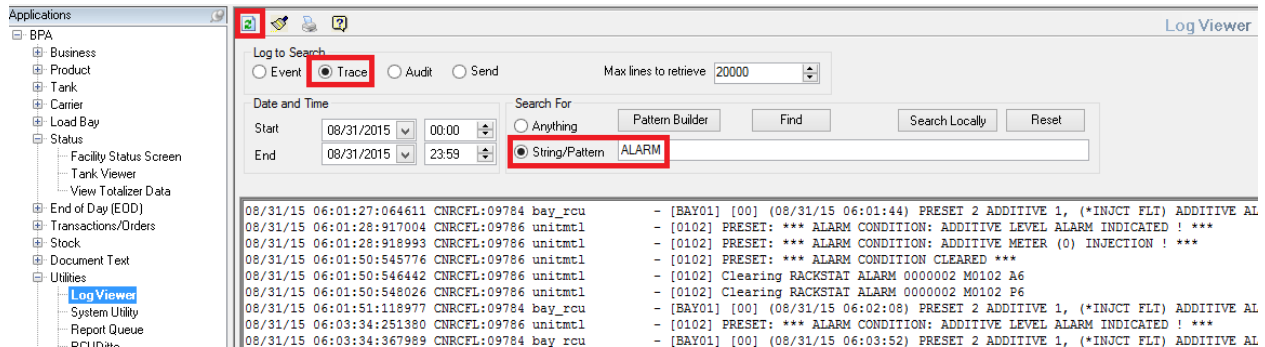 Applications
BPA
Business
Product
Tank
Carrier
Load Bay
Status
Facility Status Screen
Tank Viewer
View Totalizer Data
End of Day (EOD)
Transactions/Orders
Stock
Document Text
Utilities
Log Viewer
System Utility
Report Queue
RCUDitto
Log Viewer
Log to Search
Event Trace Audit Send Max lines to retrieve 20000
Date and Time
Start 08/31/2015 00:00
End 08/31/2015 23:59
Search For
Anything Pattern Builder Find Search Locally Reset
String/Pattern ALARM
08/31/15 06:01:27:064611 CNRCFL:09784 bay_rcu - [BAY01] [00] (08/31/15 06:01:44) PRESET 2 ADDITIVE 1, (*INJCT FLT) ADDITIVE AL
08/31/15 06:01:28:917004 CNRCFL:09786 unitmtl - [0102] PRESET: *** ALARM CONDITION: ADDITIVE LEVEL ALARM INDICATED ! ***
08/31/15 06:01:28:918993 CNRCFL:09786 unitmtl - [0102] PRESET: *** ALARM CONDITION: ADDITIVE METER (0) INJECTION ! ***
08/31/15 06:01:50:545776 CNRCFL:09786 unitmtl - [0102] PRESET: *** ALARM CONDITION CLEARED ***
08/31/15 06:01:50:546442 CNRCFL:09786 unitmtl - [0102] Clearing RACKSTAT ALARM 0000002 M0102 A6
08/31/15 06:01:50:548026 CNRCFL:09786 unitmtl - [0102] Clearing RACKSTAT ALARM 0000002 M0102 P6
08/31/15 06:01:51:118977 CNRCFL:09784 bay_rcu - [BAY01] [00] (08/31/15 06:02:08) PRESET 2 ADDITIVE 1, (*INJCT FLT) ADDITIVE AL
08/31/15 06:03:34:251380 CNRCFL:09786 unitmtl - [0102] PRESET: *** ALARM CONDITION: ADDITIVE LEVEL ALARM INDICATED ! ***
08/31/15 06:03:34:367989 CNRCFL:09784 bay_rcu - [BAY01] [00] (08/31/15 06:03:52) PRESET 2 ADDITIVE 1, (*INJCT FLT) ADDITIVE AL